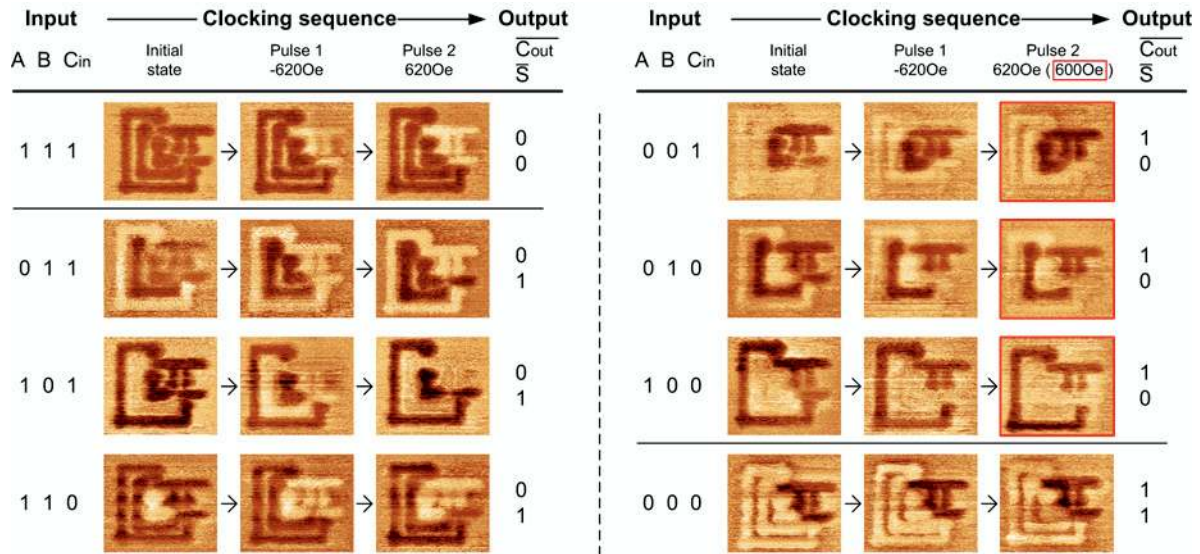 Input Clocking sequence Output
A B Cin Initial state Pulse 1 -620Oe Pulse 2 620Oe Cout S
1 1 1 0 0
0 1 1 0 1
1 0 1 0 1
1 1 0 0 1
Input Clocking sequence Output
A B Cin Initial state Pulse 1 -620Oe Pulse 2 620Oe (600Oe) Cout S
0 0 1 1 0
0 1 0 1 0
1 0 0 1 0
0 0 0 1 1